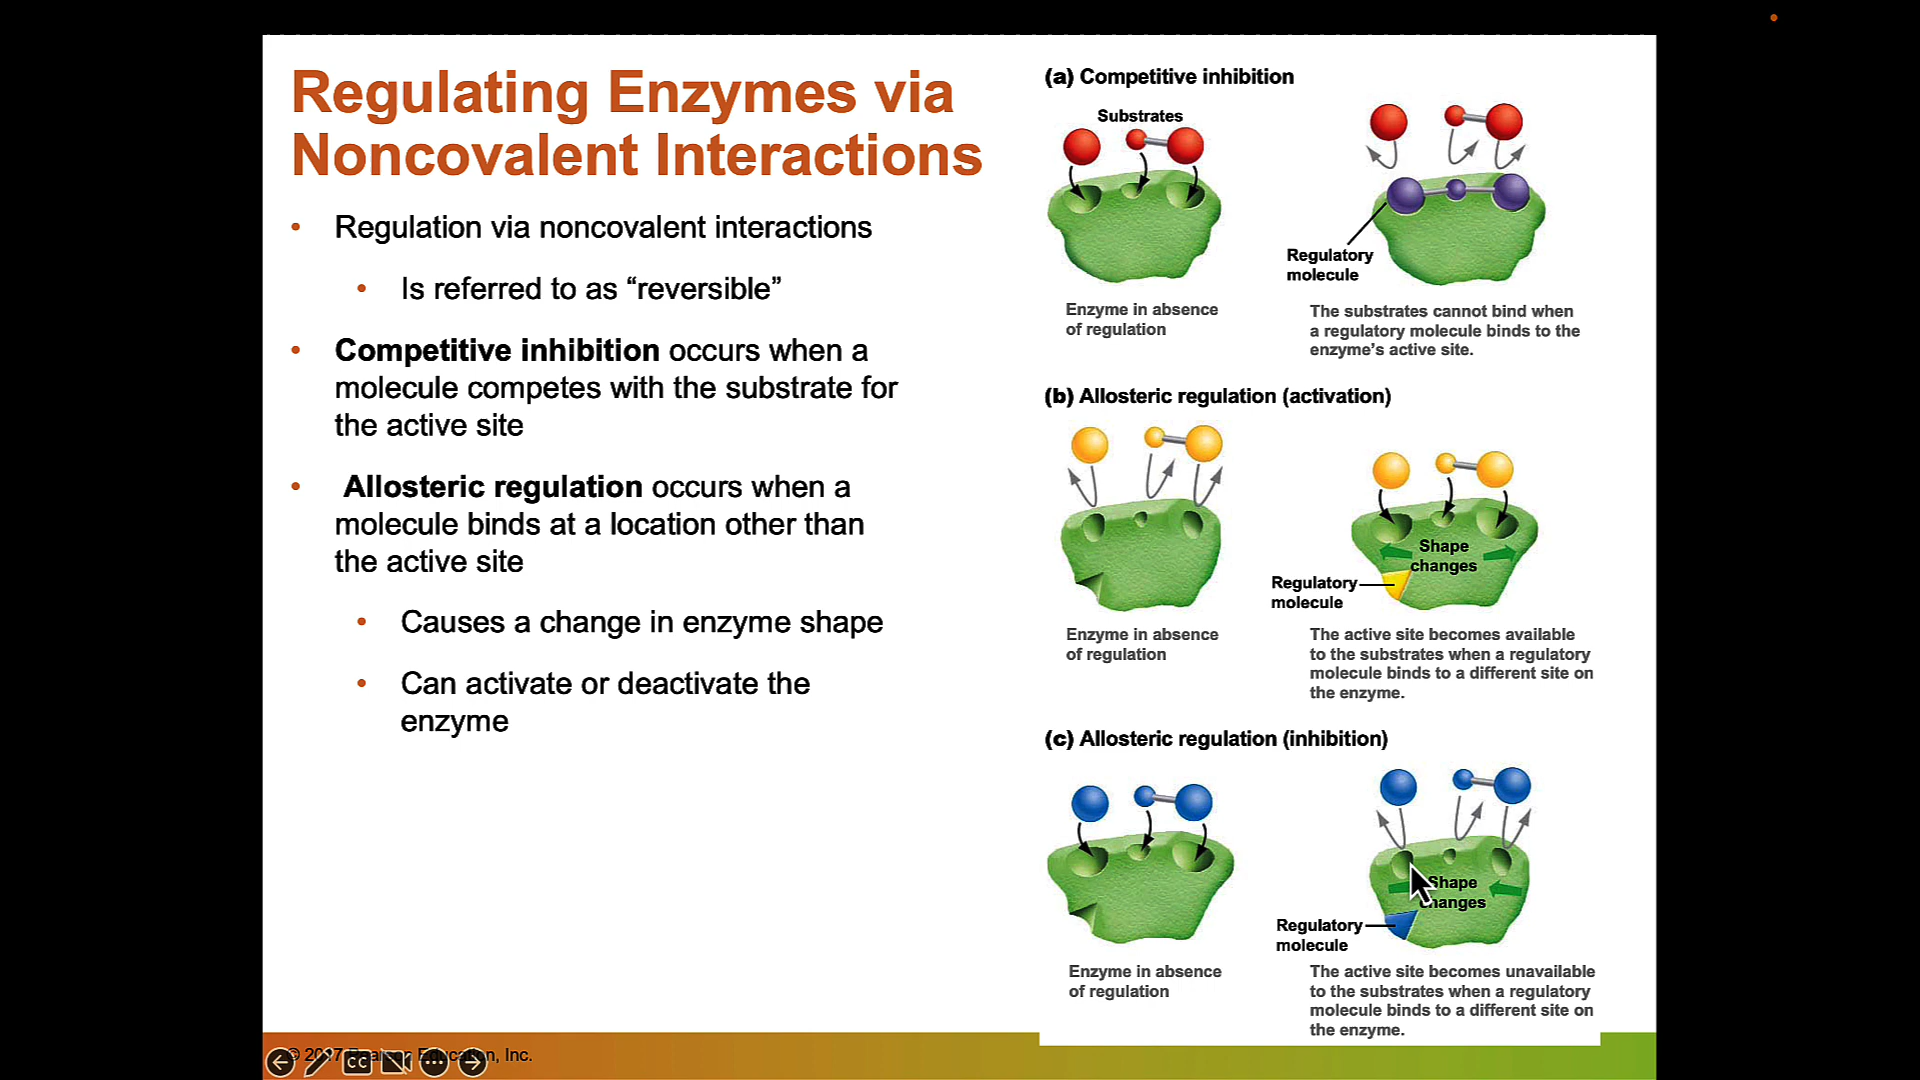 Regulating Enzymes via
Noncovalent Interactions
• Regulation via noncovalent interactions
• Is referred to as “reversible”
• Competitive inhibition occurs when a
molecule competes with the substrate for
the active site
• Allosteric regulation occurs when a
molecule binds at a location other than
the active site
• Causes a change in enzyme shape
• Can activate or deactivate the
enzyme
(a) Competitive inhibition
Substrates
Regulatory
molecule
Enzyme in absence
of regulation
The substrates cannot bind when
a regulatory molecule binds to the
enzyme’s active site.
(b) Allosteric regulation (activation)
Shape
changes
Regulatory
molecule
Enzyme in absence
of regulation
The active site becomes available
to the substrates when a regulatory
molecule binds to a different site on
the enzyme.
(c) Allosteric regulation (inhibition)
Shape
changes
Regulatory
molecule
Enzyme in absence
of regulation
The active site becomes unavailable
to the substrates when a regulatory
molecule binds to a different site on
the enzyme.
© Pearson Education, Inc.
CC